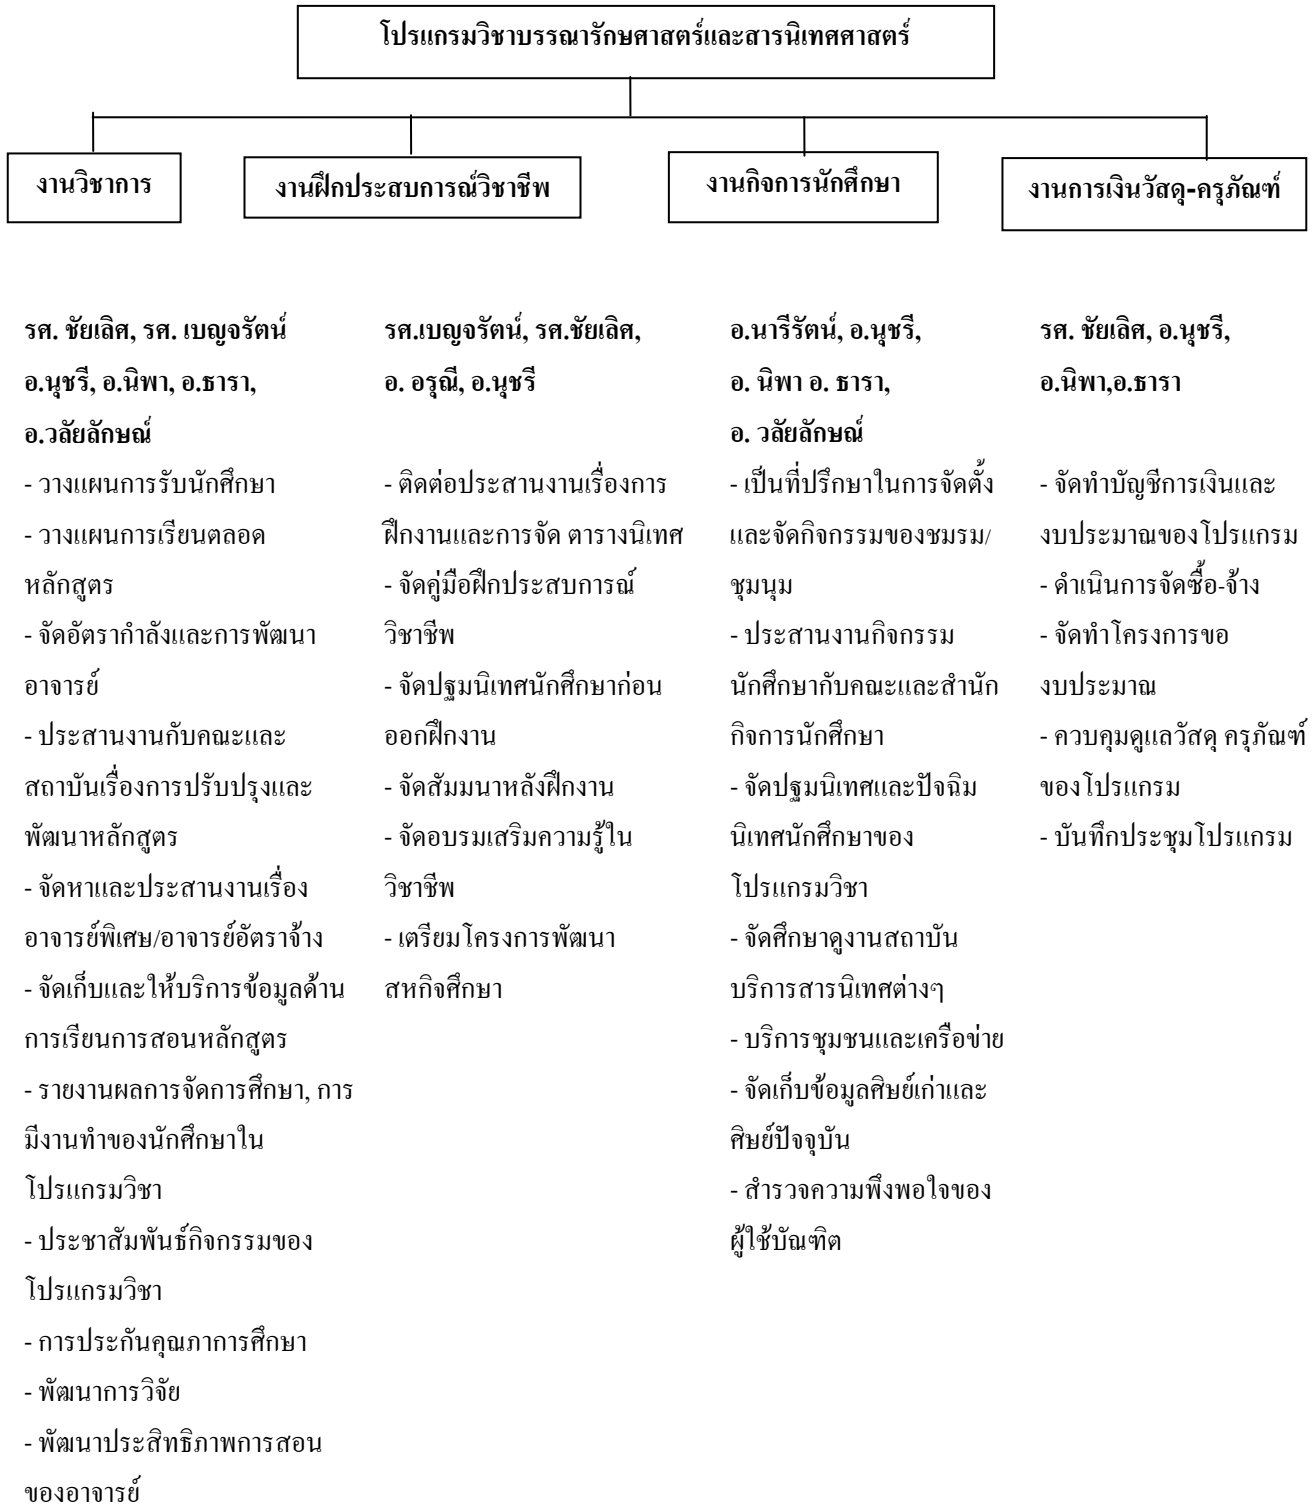 โปรแกรมวิชาบรรณารักษศาสตร์และสารนิเทศศาสตร์
งานวิชาการ
งานฝึกประสบการณ์วิชาชีพ
งานกิจการนักศึกษา
งานการเงินวัสดุ-ครุภัณฑ์
รศ. ชัยเลิศ, รศ. เบญจรัตน์
อ.นุชรี, อ.นิพา, อ.ธารา,
อ.วลัยลักษณ์
- วางแผนการรับนักศึกษา
- วางแผนการเรียนตลอด
หลักสูตร
- จัดอัตรากำลังและการพัฒนา
อาจารย์
- ประสานงานกับคณะและ
สถาบันเรื่องการปรับปรุงและ
พัฒนาหลักสูตร
- จัดหาและประสานงานเรื่อง
อาจารย์พิเศษ/อาจารย์อัตราจ้าง
- จัดเก็บและให้บริการข้อมูลด้าน
การเรียนการสอนหลักสูตร
- รายงานผลการจัดการศึกษา, การ
มีงานทำของนักศึกษาใน
โปรแกรมวิชา
- ประชาสัมพันธ์กิจกรรมของ
โปรแกรมวิชา
- การประกันคุณภาการศึกษา
- พัฒนาการวิจัย
- พัฒนาประสิทธิภาพการสอน
ของอาจารย์
รศ.เบญจรัตน์, รศ.ชัยเลิศ,
อ. อรุณี, อ.นุชรี
- ติดต่อประสานงานเรื่องการ
ฝึกงานและการจัด ตารางนิเทศ
- จัดคู่มือฝึกประสบการณ์
วิชาชีพ
- จัดปฐมนิเทศนักศึกษาก่อน
ออกฝึกงาน
- จัดสัมมนาหลังฝึกงาน
- จัดอบรมเสริมความรู้ใน
วิชาชีพ
- เตรียมโครงการพัฒนา
สหกิจศึกษา
อ.นารีรัตน์, อ.นุชรี,
อ. นิพา อ. ธารา,
อ. วลัยลักษณ์
- เป็นที่ปรึกษาในการจัดตั้ง
และจัดกิจกรรมของชมรม/
ชุมนุม
- ประสานงานกิจกรรม
นักศึกษากับคณะและสำนัก
กิจการนักศึกษา
- จัดปฐมนิเทศและปัจฉิม
นิเทศนักศึกษาของ
โปรแกรมวิชา
- จัดศึกษาดูงานสถาบัน
บริการสารนิเทศต่างๆ
- บริการชุมชนและเครือข่าย
- จัดเก็บข้อมูลศิษย์เก่าและ
ศิษย์ปัจจุบัน
- สำรวจความพึงพอใจของ
ผู้ใช้บัณฑิต
รศ. ชัยเลิศ, อ.นุชรี,
อ.นิพา,อ.ธารา
- จัดทำบัญชีการเงินและ
งบประมาณของโปรแกรม
- ดำเนินการจัดซื้อ-จ้าง
- จัดทำโครงการขอ
งบประมาณ
- ควบคุมดูแลวัสดุ ครุภัณฑ์
ของโปรแกรม
- บันทึกประชุมโปรแกรม